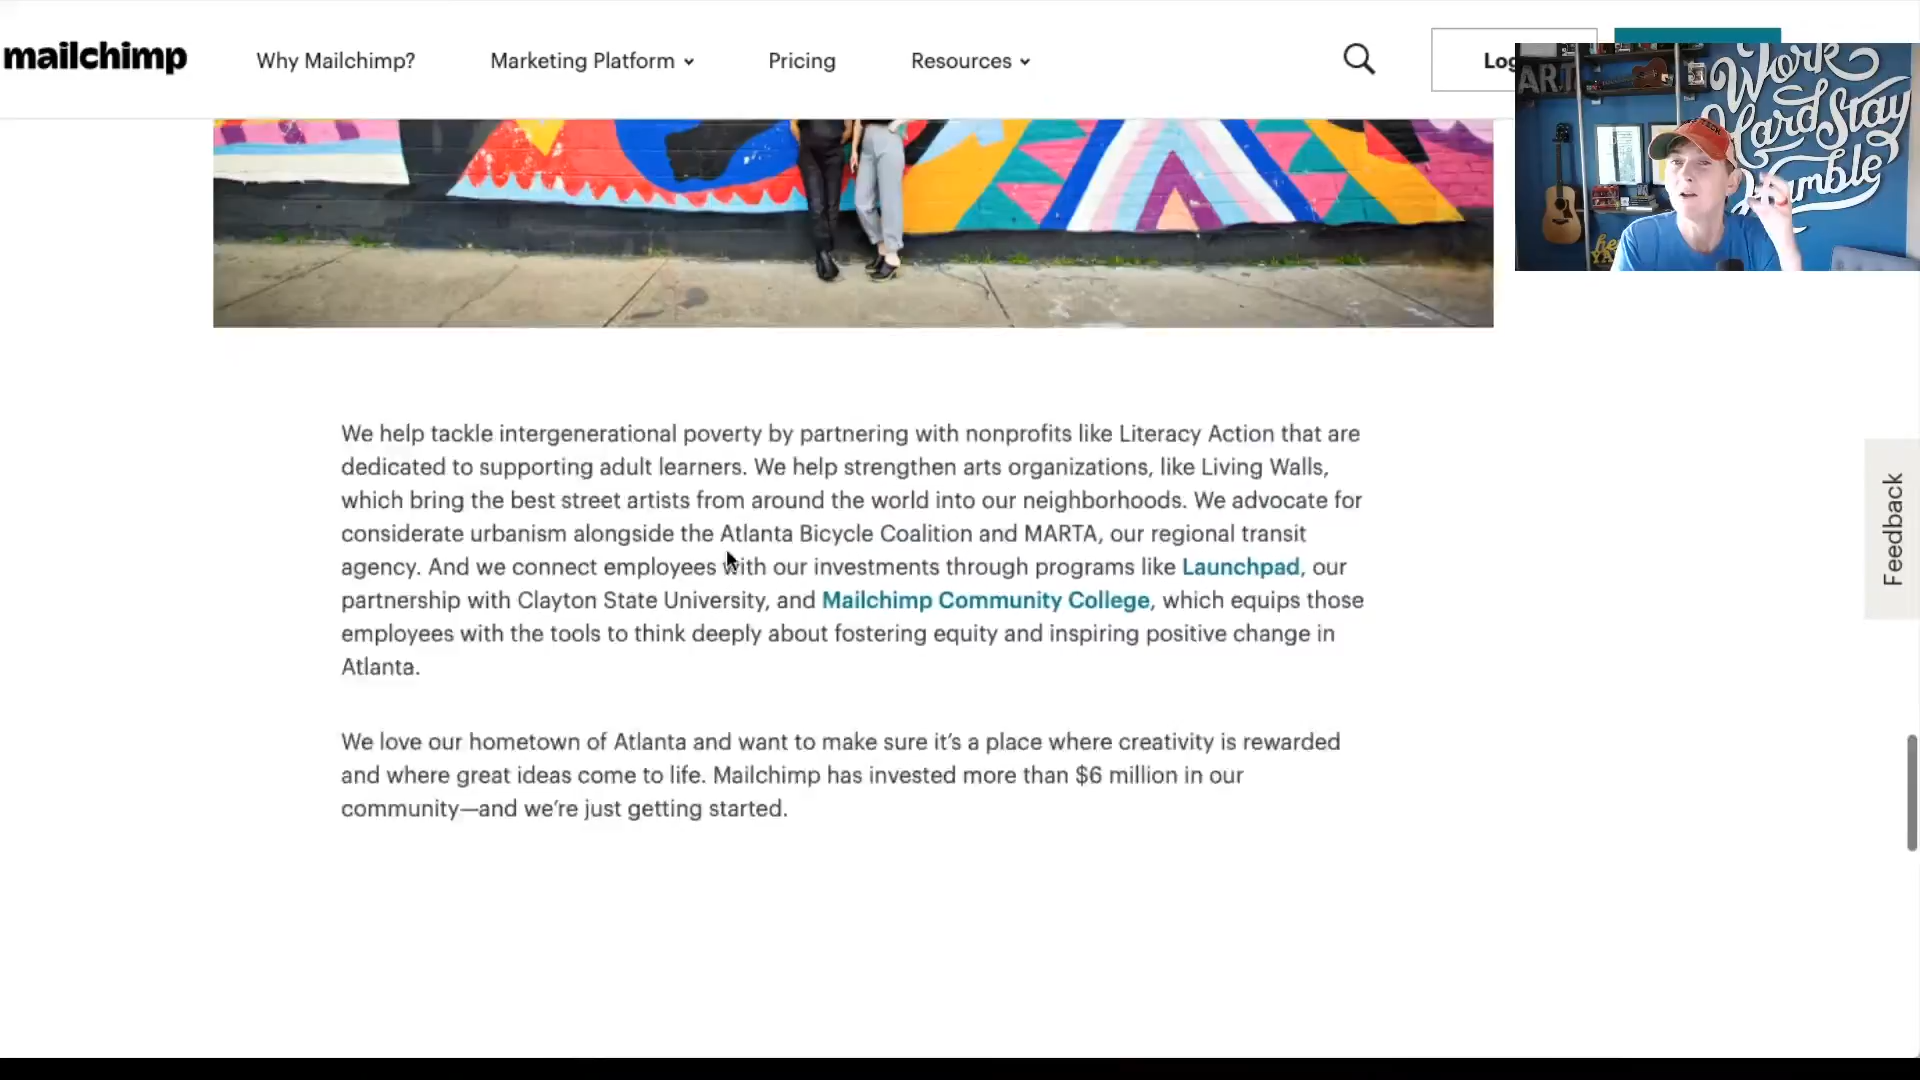 mailchimp
Why Mailchimp?
Marketing Platform
Pricing
Resources
Work
Hard Stay
Humble
ART
We help tackle intergenerational poverty by partnering with nonprofits like Literacy Action that are
dedicated to supporting adult learners. We help strengthen arts organizations, like Living Walls,
which bring the best street artists from around the world into our neighborhoods. We advocate for
considerate urbanism alongside the Atlanta Bicycle Coalition and MARTA, our regional transit
agency. And we connect employees with our investments through programs like Launchpad, our
partnership with Clayton State University, and Mailchimp Community College, which equips those
employees with the tools to think deeply about fostering equity and inspiring positive change in
Atlanta.
We love our hometown of Atlanta and want to make sure it's a place where creativity is rewarded
and where great ideas come to life. Mailchimp has invested more than $6 million in our
community—and we're just getting started.
Feedback